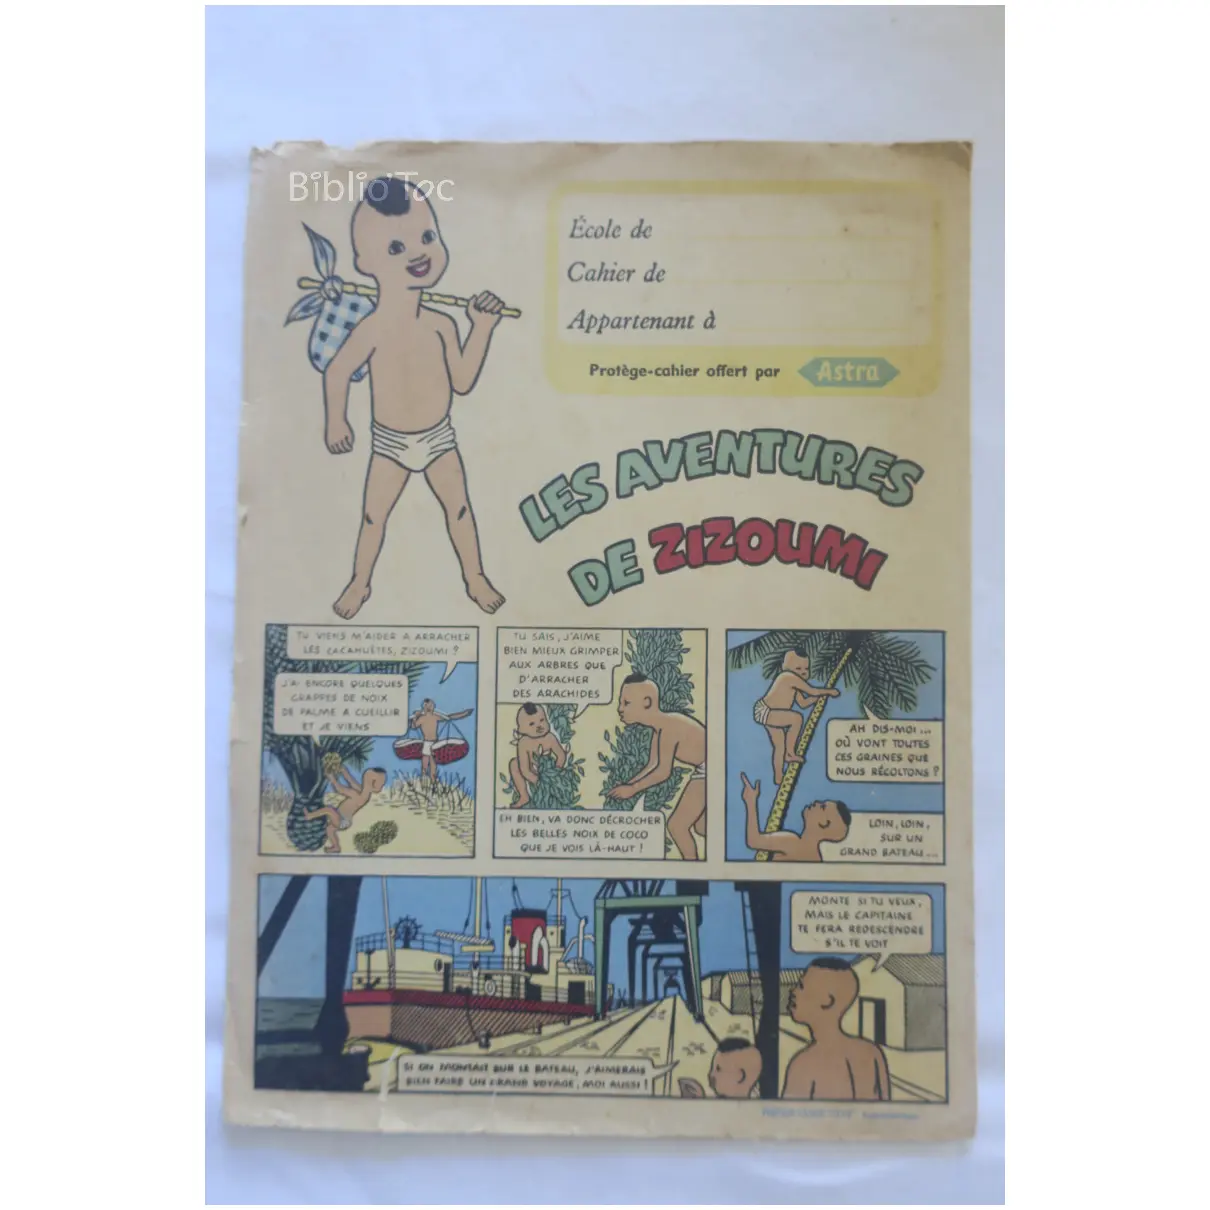 Biblio'Toc
École de
Cahier de
Appartenant à
Protège-cahier offert par Astra
LES AVENTURES
DE ZIZOUMI
TU VIENS M'AIDER A ARRACHER
LES CACAHUÈTES, ZIZOUMI ?
J'AI ENCORE QUELQUES
GRAPPES DE NOIX
DE PALME A CUEILLIR
ET JE VIENS
TU SAIS, J'AIME
BIEN MIEUX GRIMPER
AUX ARBRES QUE
D'ARRACHER
DES ARACHIDES
EH BIEN, VA DONC DÉCROCHER
LES BELLES NOIX DE COCO
QUE JE VOIS LÀ-HAUT !
AH DIS-MOI...
OÙ VONT TOUTES
CES GRAINES QUE
NOUS RÉCOLTONS ?
LOIN, LOIN,
SUR UN
GRAND BATEAU...
MONTE SI TU VEUX,
MAIS LE CAPITAINE
TE FERA REDESCENDRE
S'IL TE VOIT
SI ON MONTAIT SUR LE BATEAU, J'AIMERAIS
BIEN FAIRE UN GRAND VOYAGE, MOI AUSSI !